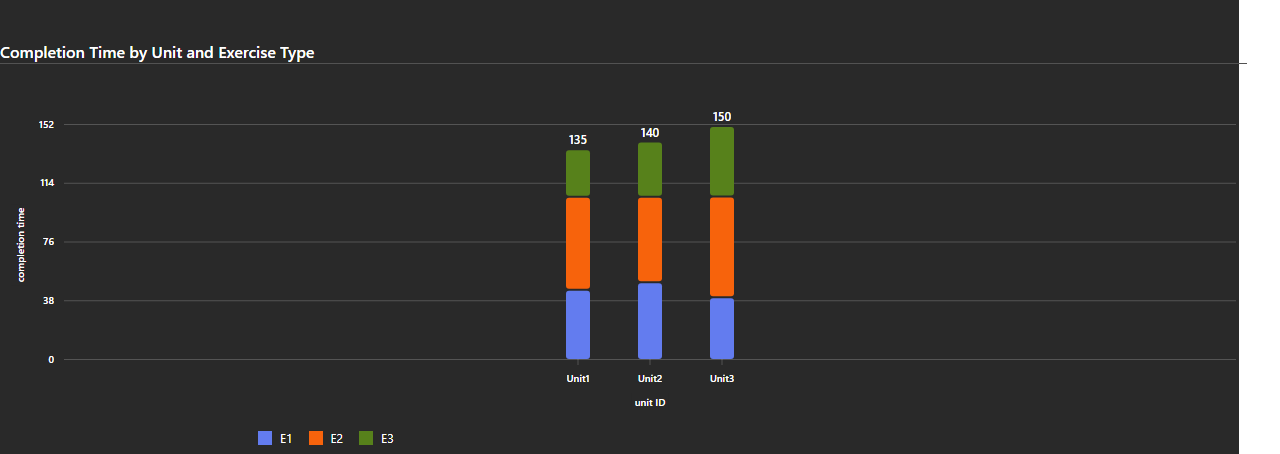 Completion Time by Unit and Exercise Type
152
114
76
38
0
completion time
135
140
150
Unit1
Unit2
Unit3
unit ID
E1
E2
E3